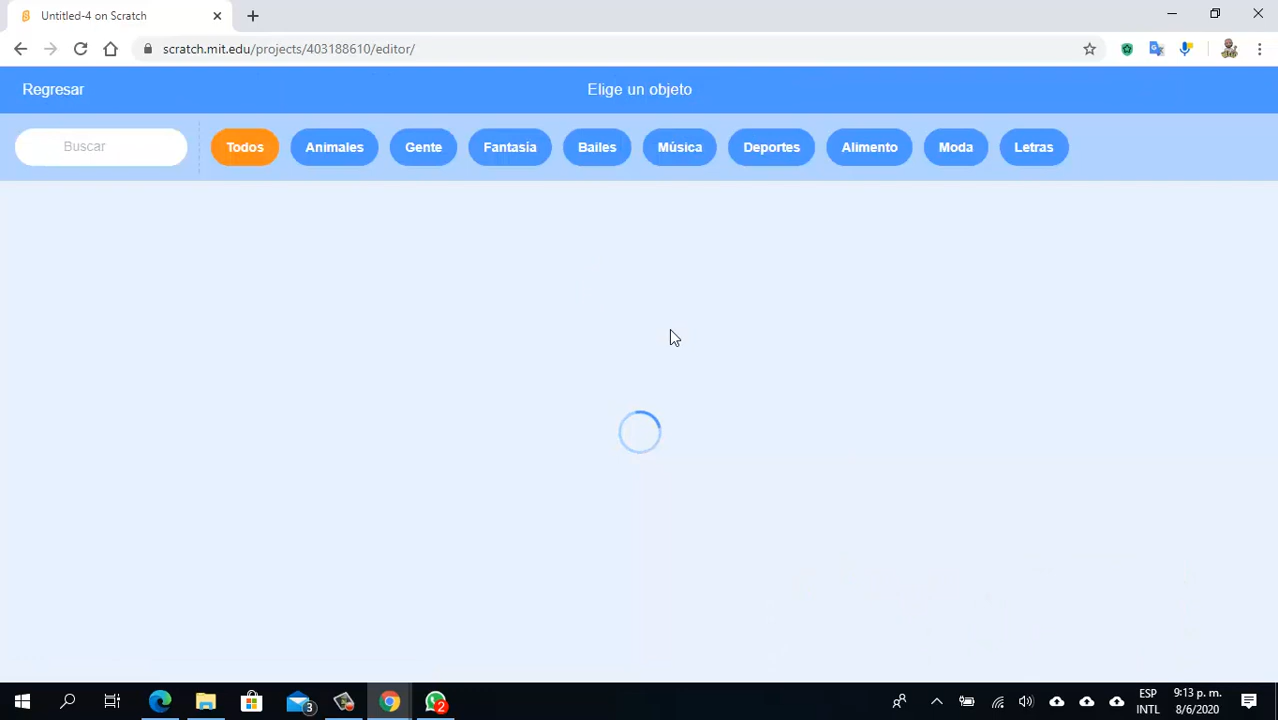 Untitled-4 on Scratch
scratch.mit.edu/projects/403188610/editor/
Regresar
Elige un objeto
Buscar
Todos
Animales
Gente
Fantasía
Bailes
Música
Deportes
Alimento
Moda
Letras
3
2
ESP
INTL
9:13 p. m.
8/6/2020